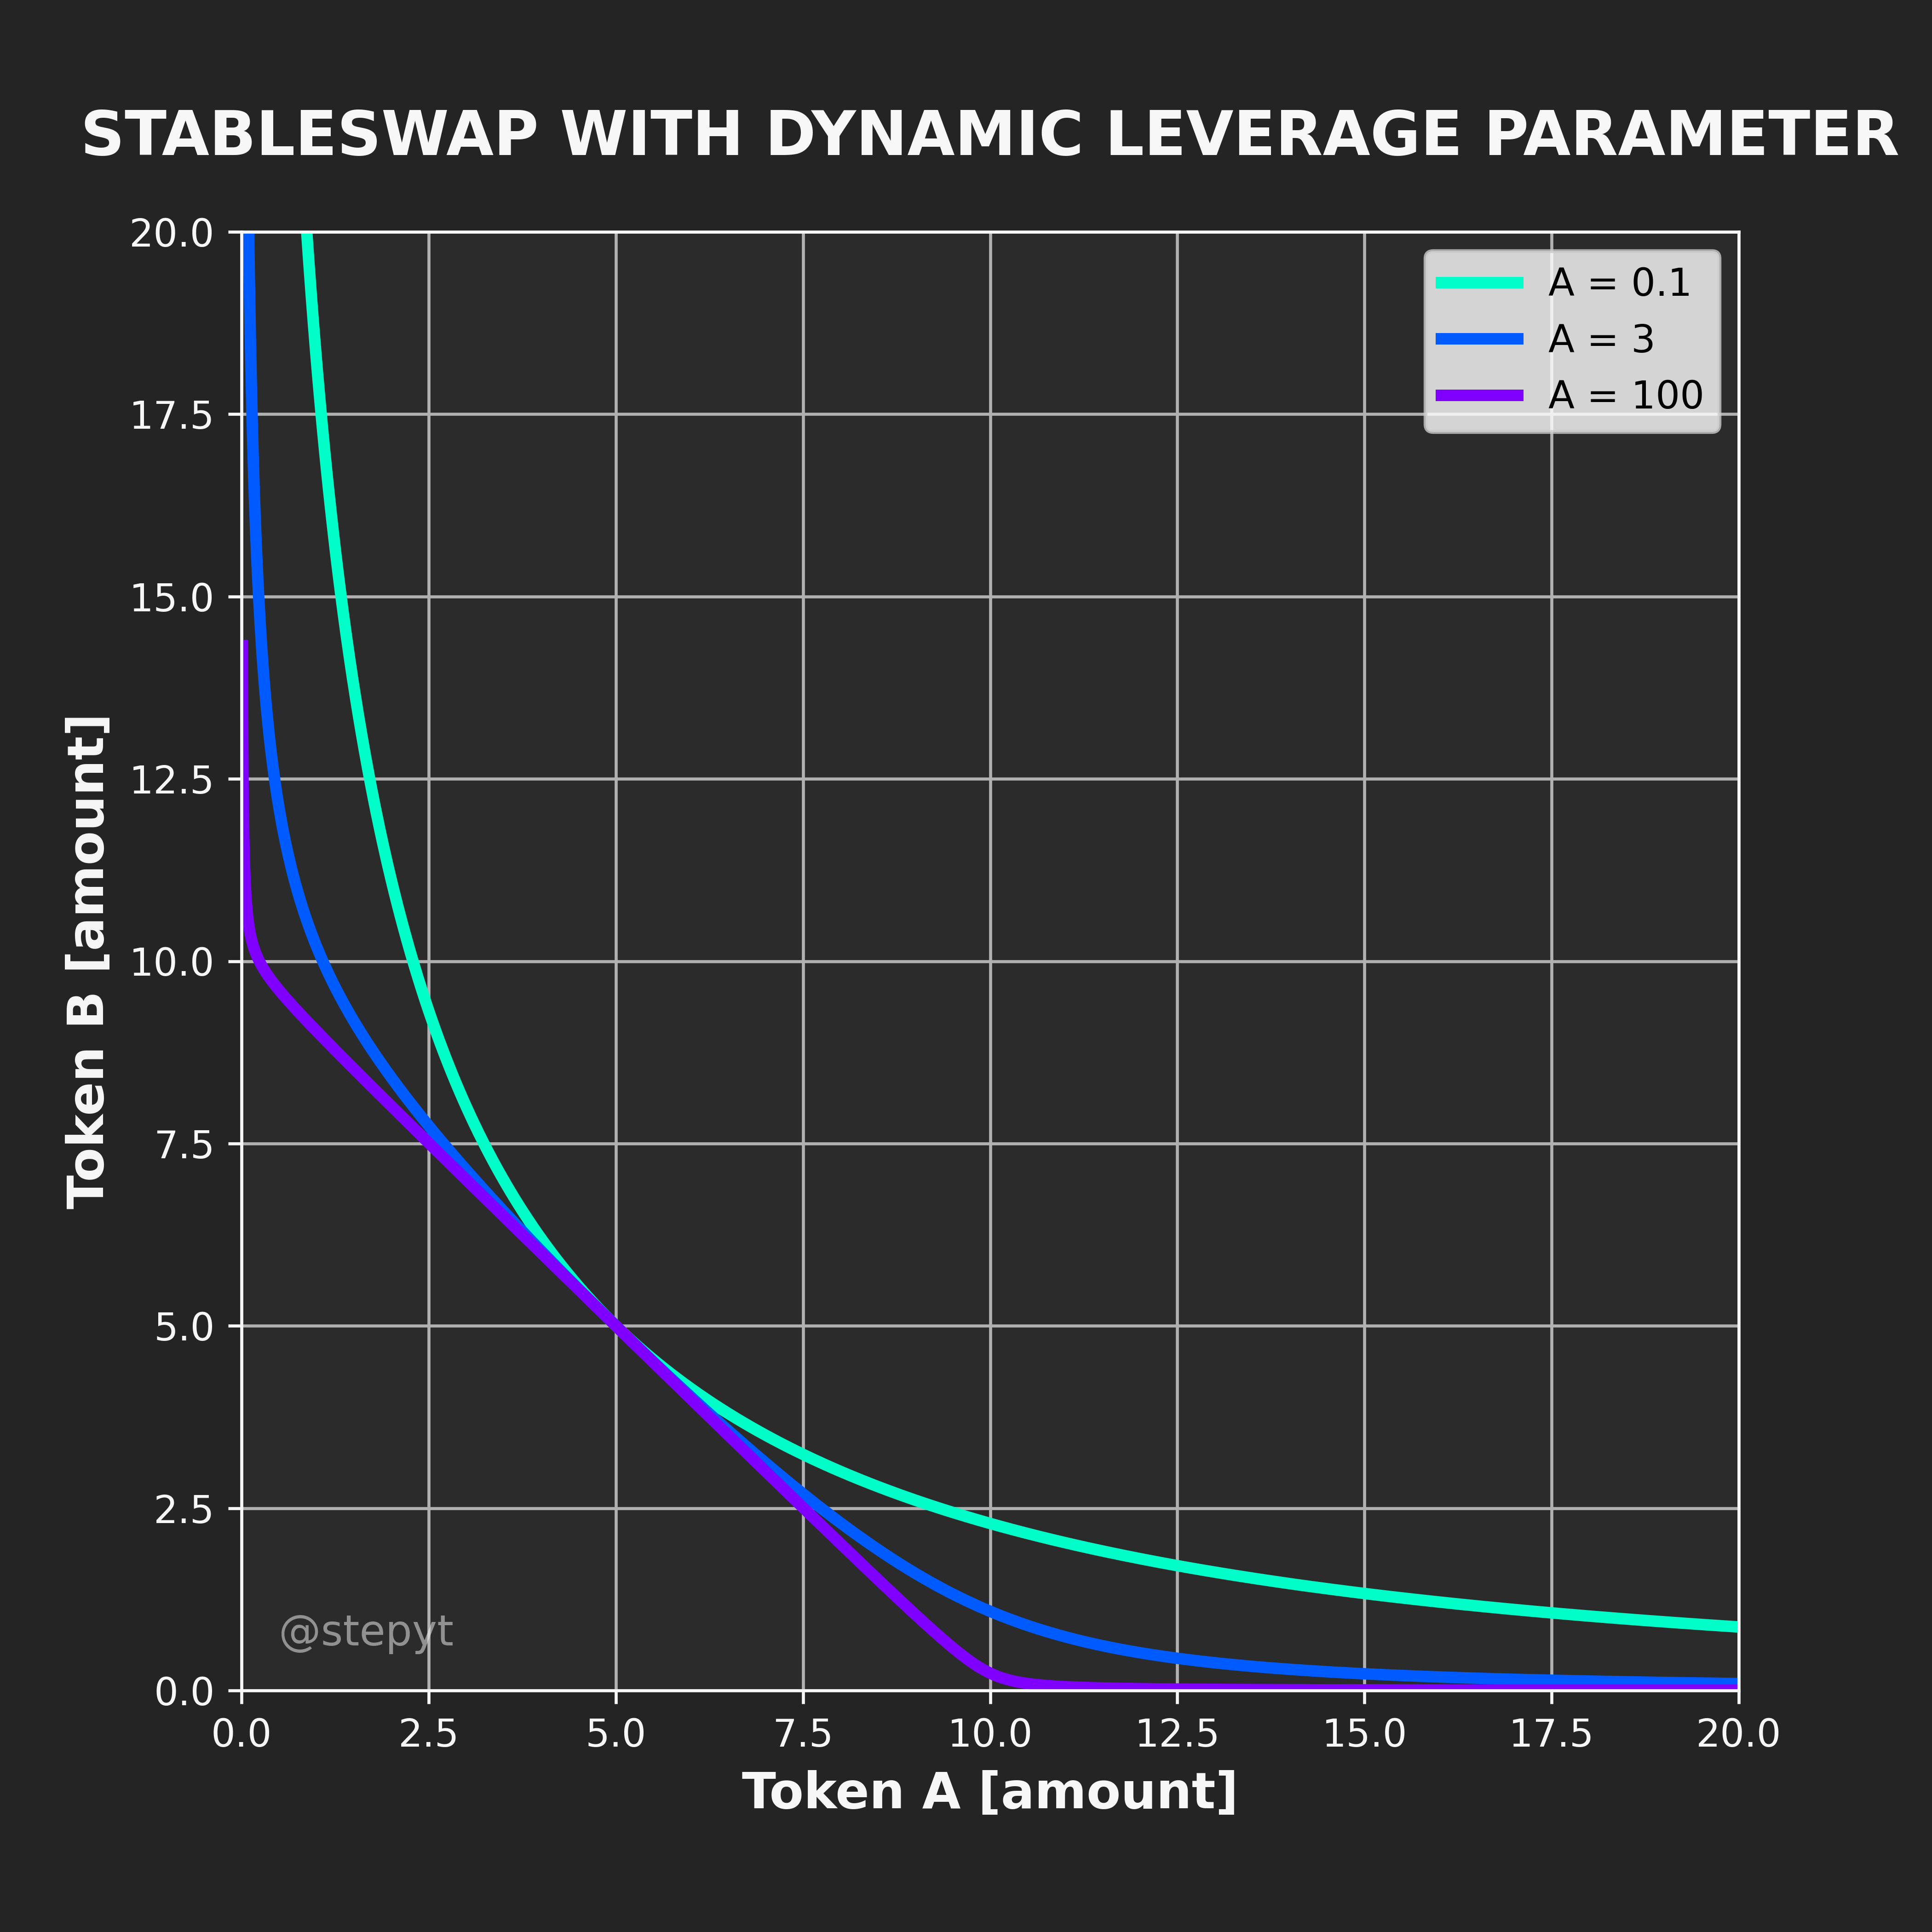 STABLESWAP WITH DYNAMIC LEVERAGE PARAMETER
A = 0.1
A = 3
A = 100
Token B [amount]
20.0
17.5
15.0
12.5
10.0
7.5
5.0
2.5
0.0
@stepyt
0.0 2.5 5.0 7.5 10.0 12.5 15.0 17.5 20.0
Token A [amount]